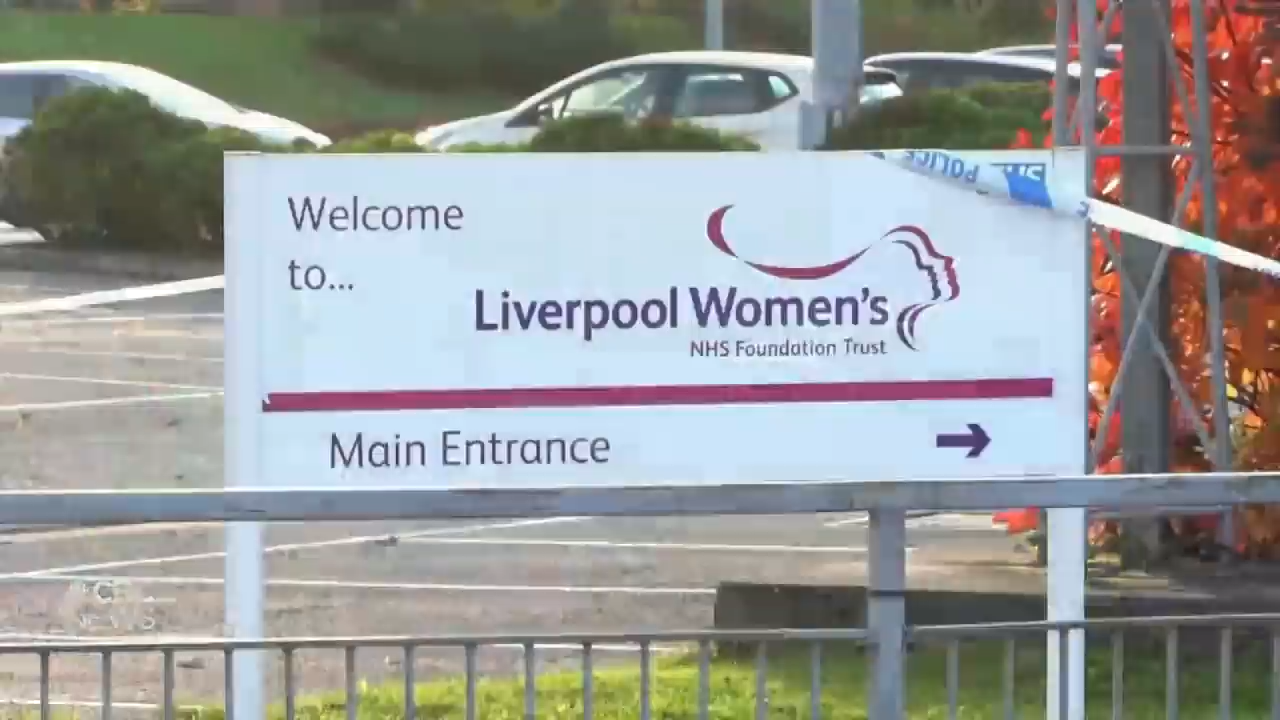 POLICE
Welcome
to...
Liverpool Women's
NHS Foundation Trust
Main Entrance